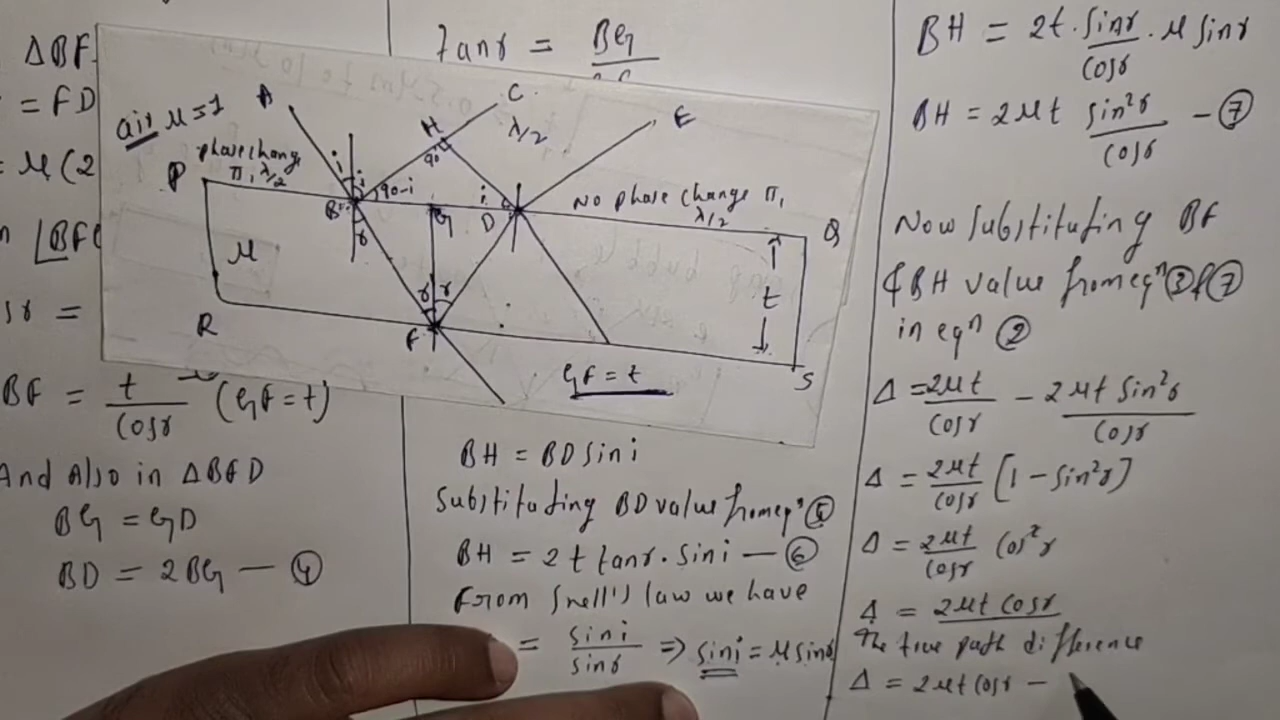 ΔBF
= FD
= μ(2
BF = t/cosr (GF=t)
And Also in ΔBFD
BG = GD
BD = 2BG — ④
tanr = BG
air μ=1
phase change
π, λ/2
A
H
C
λ/2
E
P
i
i
90-i
90
i
B
G
D
No phase change π,
λ/2
Q
μ
r
r
r
t
R
F
GF = t
S
BH = BD sin i
Substituting BD value from eqⁿ ⑤
BH = 2t tanr. sin i — ⑥
From Snell's law we have
= sin i/sin r ⇒ sin i = μ sin r
BH = 2t. sinr/cosr . μ sinr
BH = 2μt sin²r/cosr — ⑦
Now Substituting BF
& BH value from eqⁿ ③ & ⑦
in eqⁿ ②
Δ = 2μt/cosr − 2μt sin²r/cosr
Δ = 2μt/cosr [1 − sin²r]
Δ = 2μt/cosr cos²r
Δ = 2μt cosr
The true path difference
Δ = 2μt cosr −